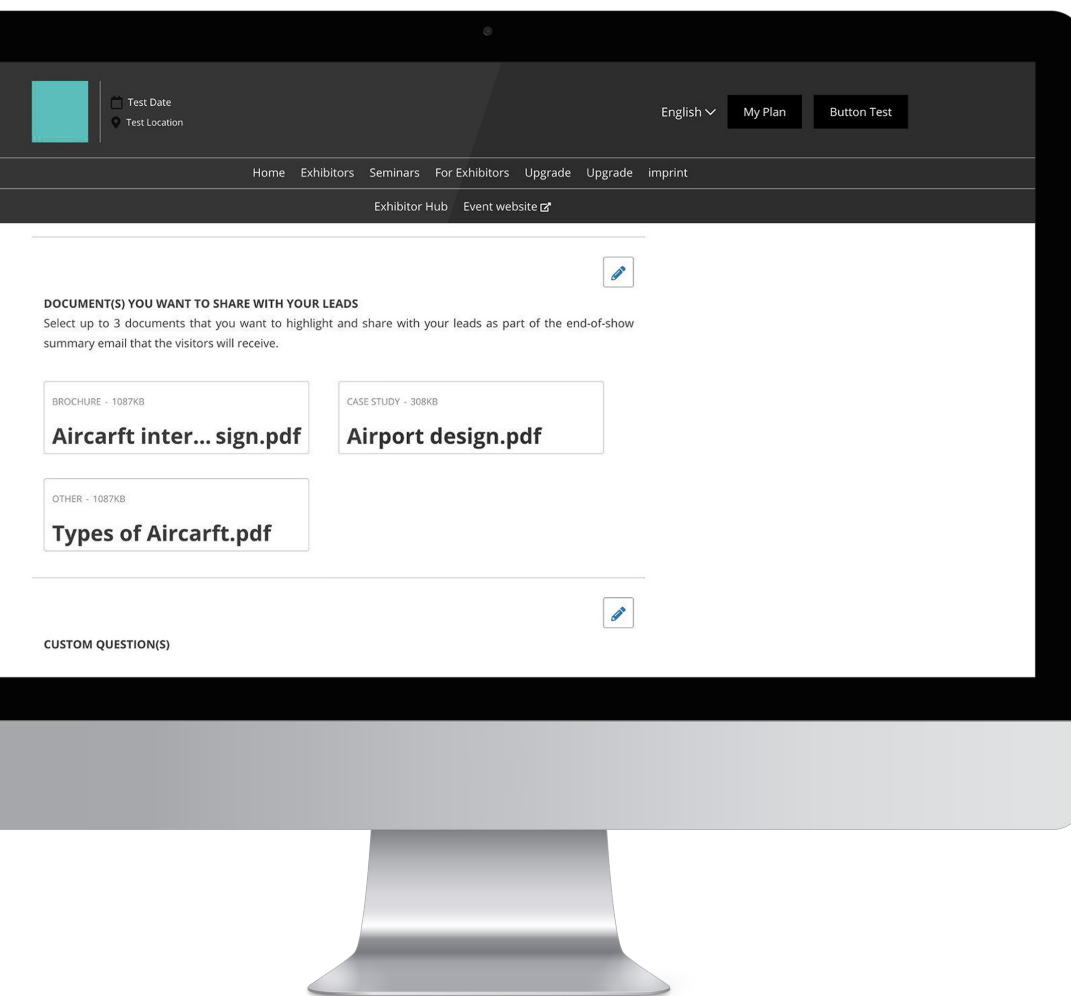 Test Date
Test Location
English
My Plan
Button Test
Home Exhibitors Seminars For Exhibitors Upgrade Upgrade imprint
Exhibitor Hub Event website
DOCUMENT(S) YOU WANT TO SHARE WITH YOUR LEADS
Select up to 3 documents that you want to highlight and share with your leads as part of the end-of-show
summary email that the visitors will receive.
BROCHURE - 1087KB
Aircarft inter... sign.pdf
CASE STUDY - 308KB
Airport design.pdf
OTHER - 1087KB
Types of Aircarft.pdf
CUSTOM QUESTION(S)